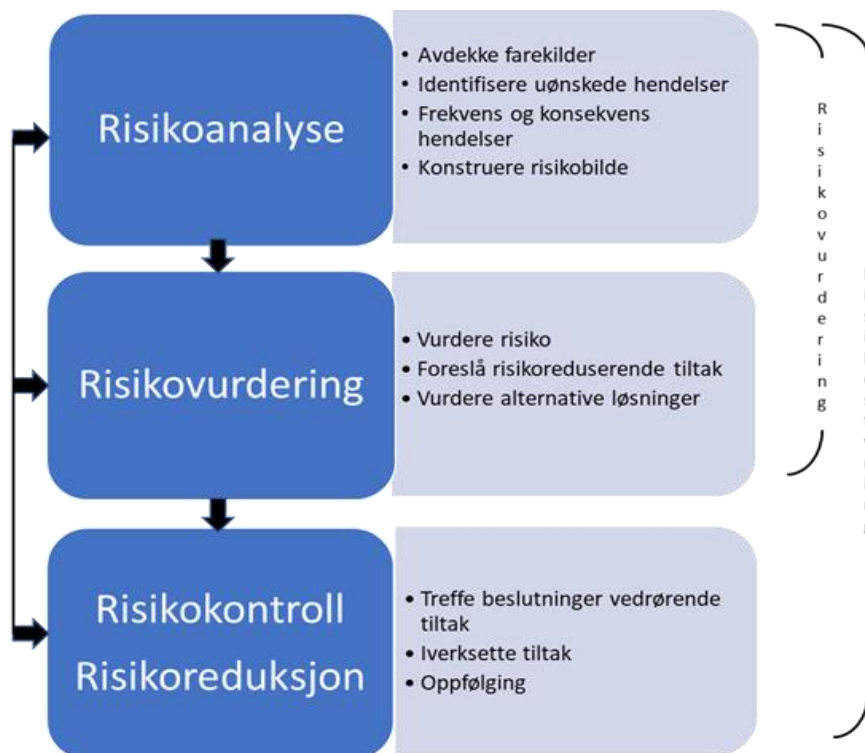 Risikoanalyse
• Avdekke farekilder
• Identifisere uønskede hendelser
• Frekvens og konsekvens
hendelser
• Konstruere risikobilde
Risikovurdering
• Vurdere risiko
• Foreslå risikoreduserende tiltak
• Vurdere alternative løsninger
Risikokontroll
Risikoreduksjon
• Treffe beslutninger vedrørende
tiltak
• Iverksette tiltak
• Oppfølging
Risikovurdering